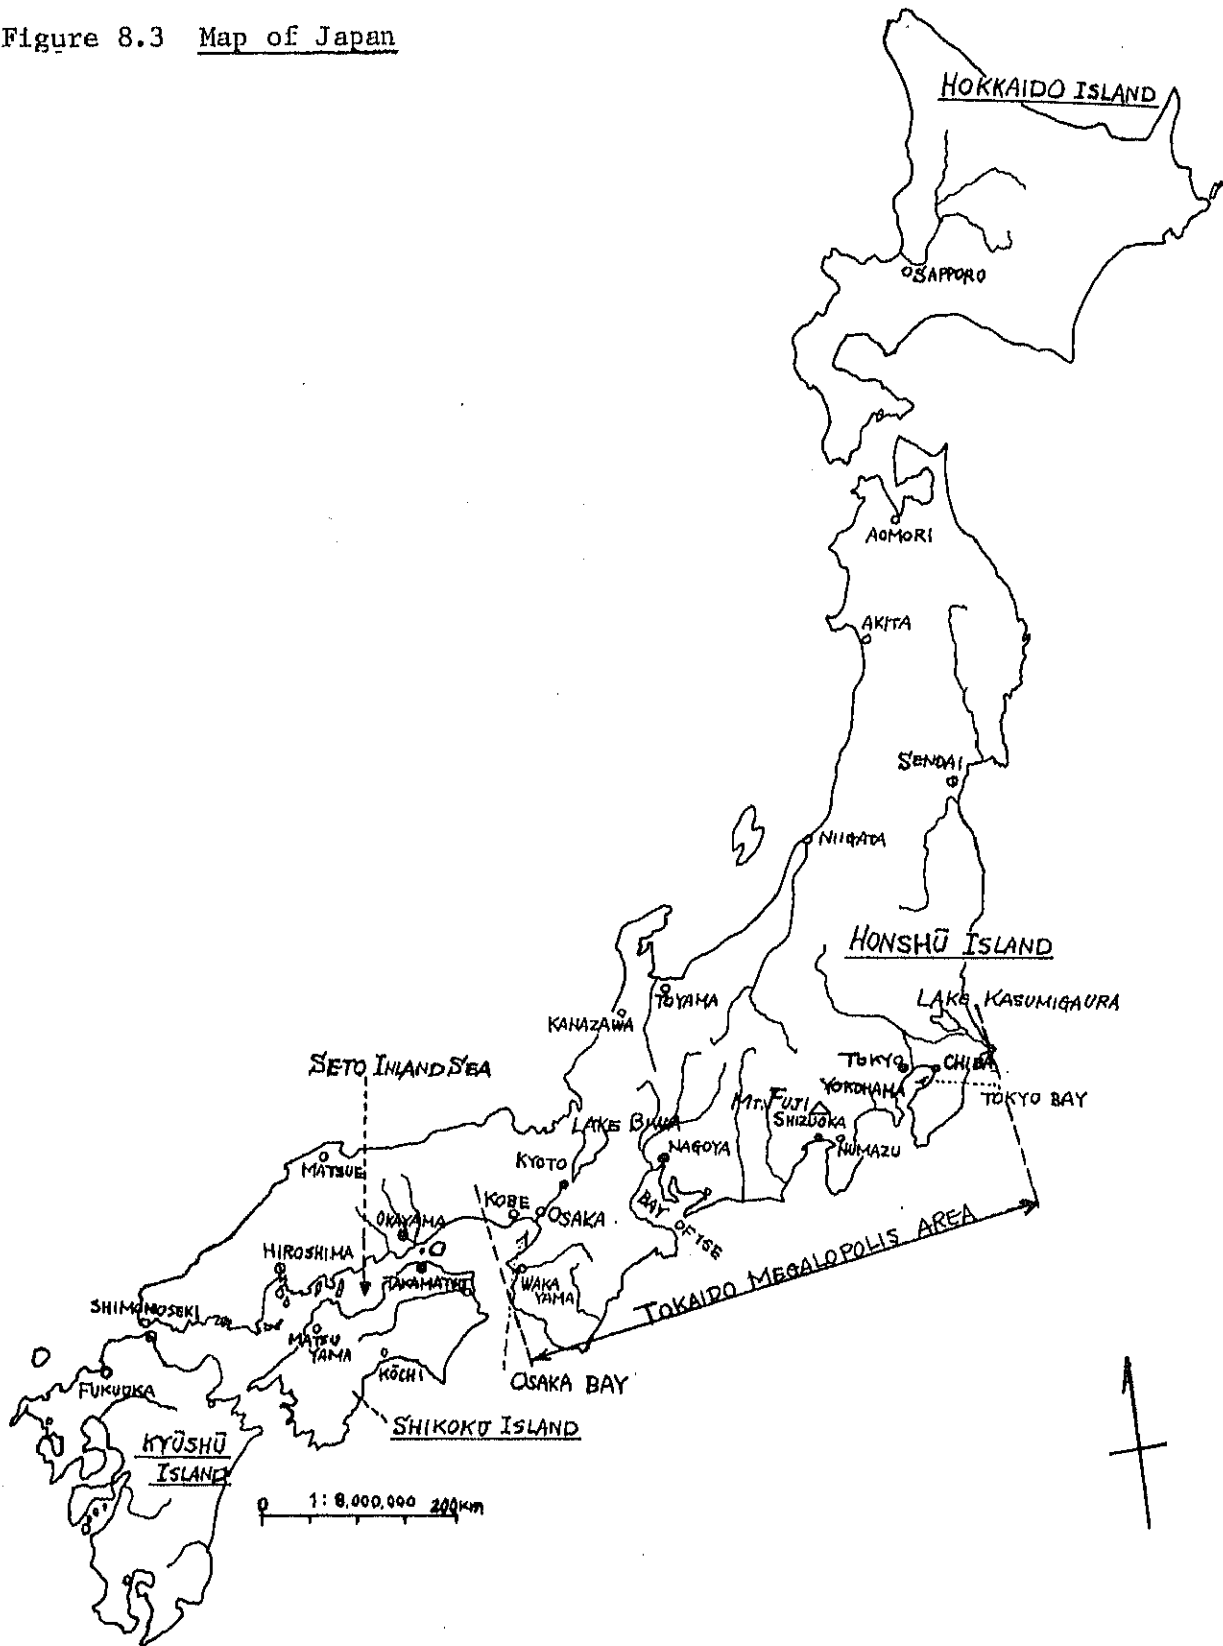 Figure 8.3 Map of Japan
HOKKAIDO ISLAND
SAPPORO
AOMORI
AKITA
SENDAI
NIIGATA
HONSHŪ ISLAND
LAKE KASUMIGAURA
TOYAMA
KANAZAWA
SETO INLAND SEA
TOKYO
CHIBA
YOKOHAMA
TOKYO BAY
MT. FUJI
SHIZUOKA
NUMAZU
LAKE BIWA
NAGOYA
MATSUE
KYOTO
KOBE
OSAKA
BAY OF ISE
OKAYAMA
HIROSHIMA
TAKAMATSU
WAKA
YAMA
TOKAIDO MEGALOPOLIS AREA
SHIMONOSEKI
MATSU
YAMA
KŌCHI
FUKUOKA
OSAKA BAY
SHIKOKU ISLAND
KYŪSHŪ
ISLAND
0 1: 8,000,000 200km